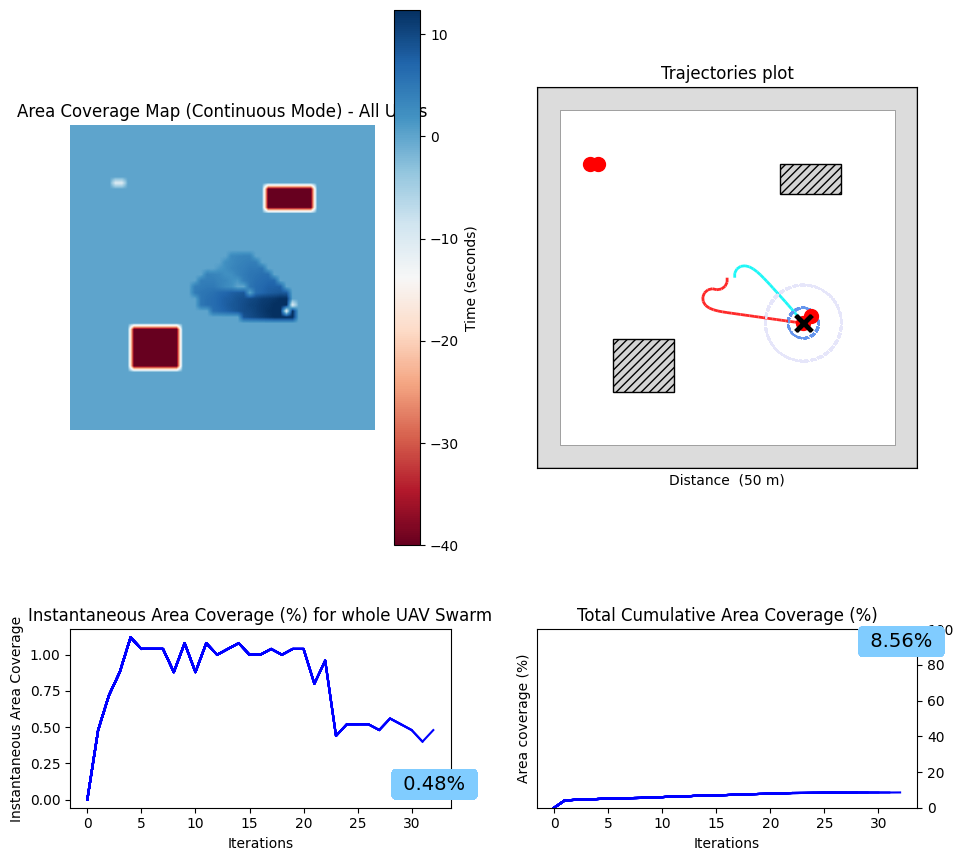 Area Coverage Map (Continuous Mode) - All U
s
10
0
−10
−20
−30
−40
Time (seconds)
Trajectories plot
Distance  (50 m)
Instantaneous Area Coverage (%) for whole UAV Swarm
Instantaneous Area Coverage
1.00
0.75
0.50
0.25
0.00
0.48%
0 5 10 15 20 25 30
Iterations
Total Cumulative Area Coverage (%)
Area coverage (%)
8.56%
80
60
40
20
0
0 5 10 15 20 25 30
Iterations